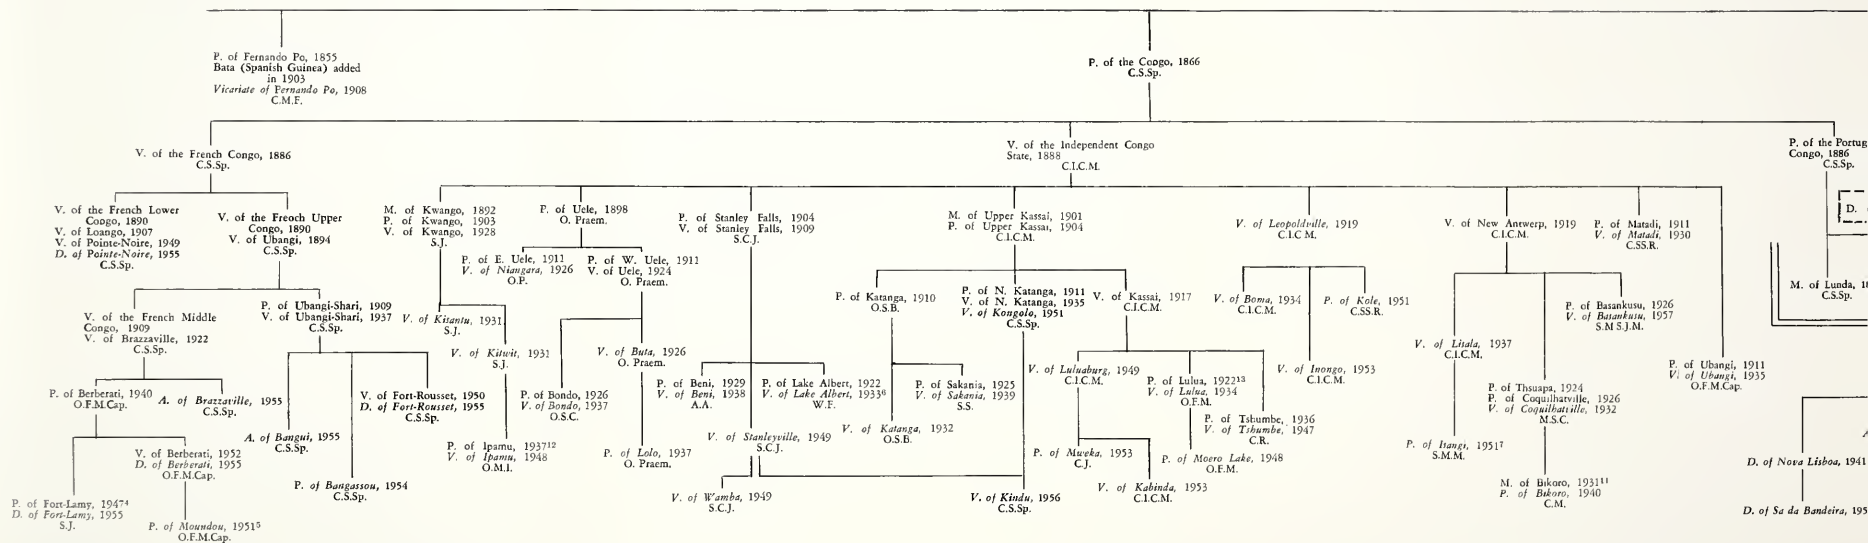 P. of Fernando Po, 1855
Bata (Spanish Guinea) added
in 1903
Vicariate of Fernando Po, 1908
C.M.F.
P. of the Congo, 1866
C.S.Sp.
V. of the French Congo, 1886
C.S.Sp.
V. of the Independent Congo
State, 1888
C.I.C.M.
P. of the Portug
Congo, 1886
C.S.Sp.
V. of the French Lower
Congo, 1890
V. of Loango, 1907
V. of Pointe-Noire, 1949
D. of Pointe-Noire, 1955
C.S.Sp.
V. of the French Upper
Congo, 1890
V. of Ubangi, 1894
C.S.Sp.
M. of Kwango, 1892
P. of Kwango, 1903
V. of Kwango, 1928
S.J.
P. of Uele, 1898
O. Praem.
P. of Stanley Falls, 1904
V. of Stanley Falls, 1909
S.C.J.
M. of Upper Kassai, 1901
P. of Upper Kassai, 1904
C.I.C.M.
V. of Leopoldville, 1919
C.I.C M.
V. of New Antwerp, 1919
C.I.C.M.
P. of Matadi, 1911
V. of Matadi, 1930
C.SS.R.
D.
P. of E. Uele, 1911
V. of Niangara, 1926
O.P.
P. of W. Uele, 1911
V. of Uele, 1924
O. Praem.
V. of the French Middle
Congo, 1909
V. of Brazzaville, 1922
C.S.Sp.
P. of Ubangi-Shari, 1909
V. of Ubangi-Shari, 1937
C.S.Sp.
V. of Kisantu, 1931
S.J.
P. of Katanga, 1910
O.S.B.
P. of N. Katanga, 1911
V. of N. Katanga, 1935
V. of Kongolo, 1951
C.S.Sp.
V. of Kassai, 1917
C.I.C.M.
V. of Boma, 1934
C.I.C.M.
P. of Kole, 1951
C.SS.R.
P. of Basankusu, 1926
V. of Basankusu, 1957
S.M S.J.M.
M. of Lunda, 18
C.S.Sp.
V. of Kitwit, 1931
S.J.
V. of Buta, 1926
O. Praem.
V. of Lisala, 1937
C.I.C.M.
P. of Ubangi, 1911
V. of Ubangi, 1935
O.F.M.Cap.
P. of Berberati, 1940
O.F.M.Cap.
A. of Brazzaville, 1955
C.S.Sp.
V. of Fort-Rousset, 1950
D. of Fort-Rousset, 1955
C.S.Sp.
P. of Bondo, 1926
V. of Bondo, 1937
O.S.C.
P. of Beni, 1929
V. of Beni, 1938
A.A.
P. of Lake Albert, 1922
V. of Lake Albert, 1933⁶
W.F.
P. of Sakania, 1925
V. of Sakania, 1939
S.S.
V. of Luluaburg, 1949
C.I.C.M.
P. of Lulua, 1922¹³
V. of Lulua, 1934
O.F.M.
V. of Inongo, 1953
C.I.C.M.
P. of Thsuapa, 1924
P. of Coquilhatville, 1926
V. of Coquilhatville, 1932
M.S.C.
A. of Bangui, 1955
C.S.Sp.
P. of Ipamu, 1937¹²
V. of Ipamu, 1948
O.M.I.
P. of Lolo, 1937
O. Praem.
V. of Stanleyville, 1949
S.C.J.
V. of Katanga, 1932
O.S.B.
P. of Tshumbe, 1936
V. of Tshumbe, 1947
C.R.
P. of Isangi, 1951⁷
S.M.M.
V. of Berberati, 1952
D. of Berberati, 1955
O.F.M.Cap.
P. of Mweka, 1953
C.J.
P. of Moero Lake, 1948
O.F.M.
D. of Nova Lisboa, 1941
P. of Bangassou, 1954
C.S.Sp.
V. of Wamba, 1949
S.C.J.
V. of Kindu, 1956
C.S.Sp.
V. of Kabinda, 1953
C.I.C.M.
M. of Bikoro, 1931¹¹
P. of Bikoro, 1940
C.M.
P. of Fort-Lamy, 1947⁴
D. of Fort-Lamy, 1955
S.J.
P. of Moundou, 1951⁵
O.F.M.Cap.
D. of Sa da Bandeira, 195